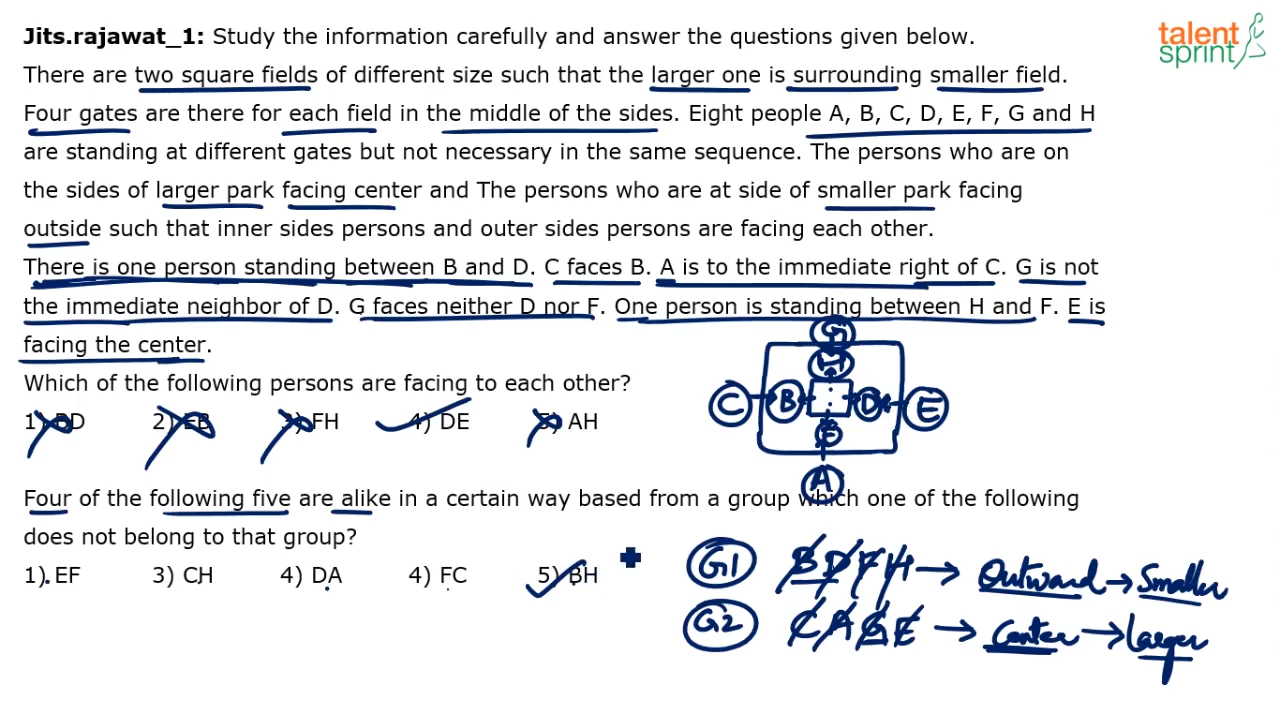 Jits.rajawat_1: Study the information carefully and answer the questions given below.
talent
sprint
There are two square fields of different size such that the larger one is surrounding smaller field.
Four gates are there for each field in the middle of the sides. Eight people A, B, C, D, E, F, G and H
are standing at different gates but not necessary in the same sequence. The persons who are on
the sides of larger park facing center and The persons who are at side of smaller park facing
outside such that inner sides persons and outer sides persons are facing each other.
There is one person standing between B and D. C faces B. A is to the immediate right of C. G is not
the immediate neighbor of D. G faces neither D nor F. One person is standing between H and F. E is
facing the center.
G
H
Which of the following persons are facing to each other?
C B D E
1) BD 2) EB 3) FH 4) DE 5) AH
F
A
Four of the following five are alike in a certain way based from a group which one of the following
does not belong to that group?
1). EF 3) CH 4) DA 4) FC 5) BH
G1 B D F H → Outward → Smaller
G2 C A G E → Center → Larger